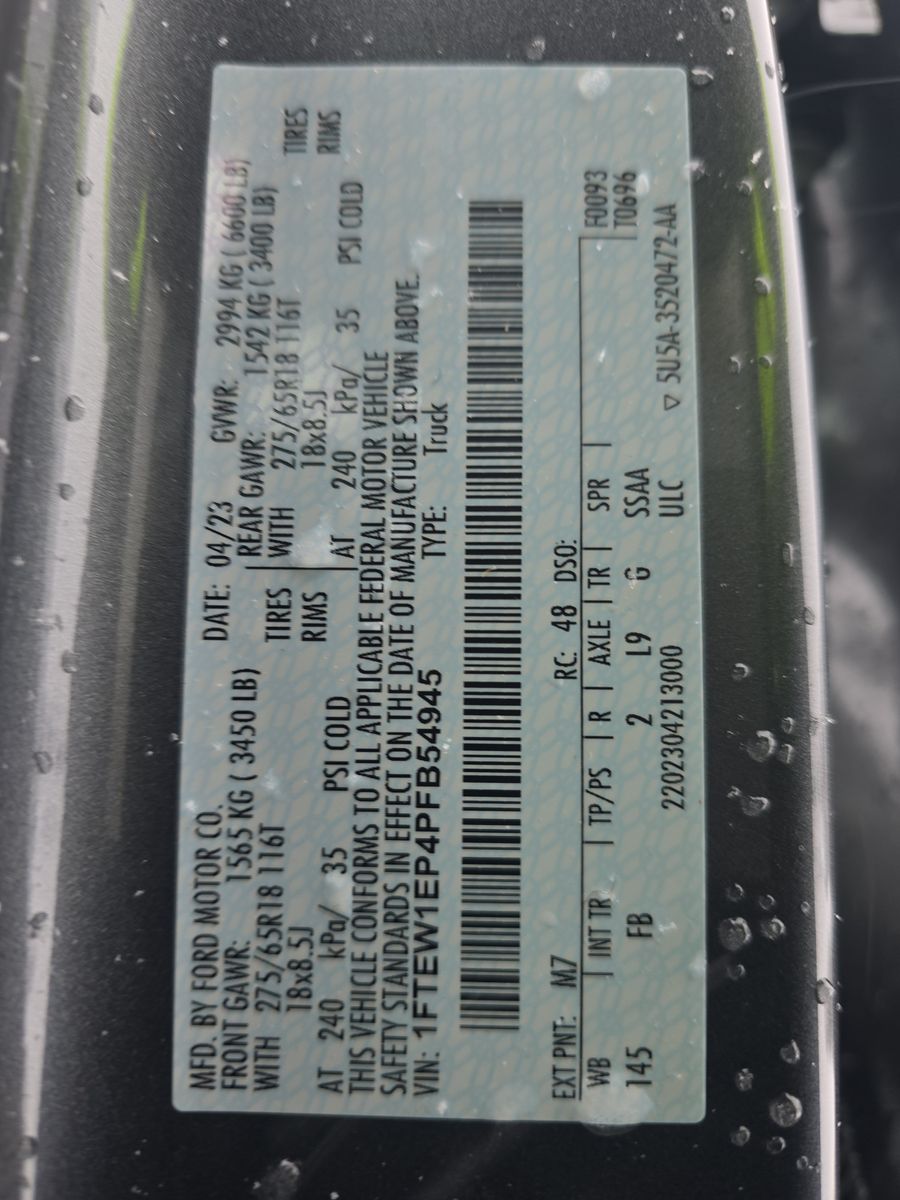 MFD. BY FORD MOTOR CO. DATE: 04/23 GVWR: 2994 KG ( 6600 LB)
FRONT GAWR: 1565 KG ( 3450 LB) REAR GAWR: 1542 KG ( 3400 LB)
WITH 275/65R18 116T TIRES WITH 275/65R18 116T TIRES
18x8.5J RIMS 18x8.5J RIMS
AT 240 kPa/ 35 PSI COLD AT 240 kPa/ 35 PSI COLD
THIS VEHICLE CONFORMS TO ALL APPLICABLE FEDERAL MOTOR VEHICLE
SAFETY STANDARDS IN EFFECT ON THE DATE OF MANUFACTURE SHOWN ABOVE.
VIN: 1FTEW1EP4PFB54945 TYPE: Truck
EXT PNT: M7 RC: 48 DSO:
WB INT TR TP/PS R AXLE TR SPR F0093
145 FB 2 L9 G SSAA T0696
2202304213000 ULC ▽ 5U5A-3520472-AA